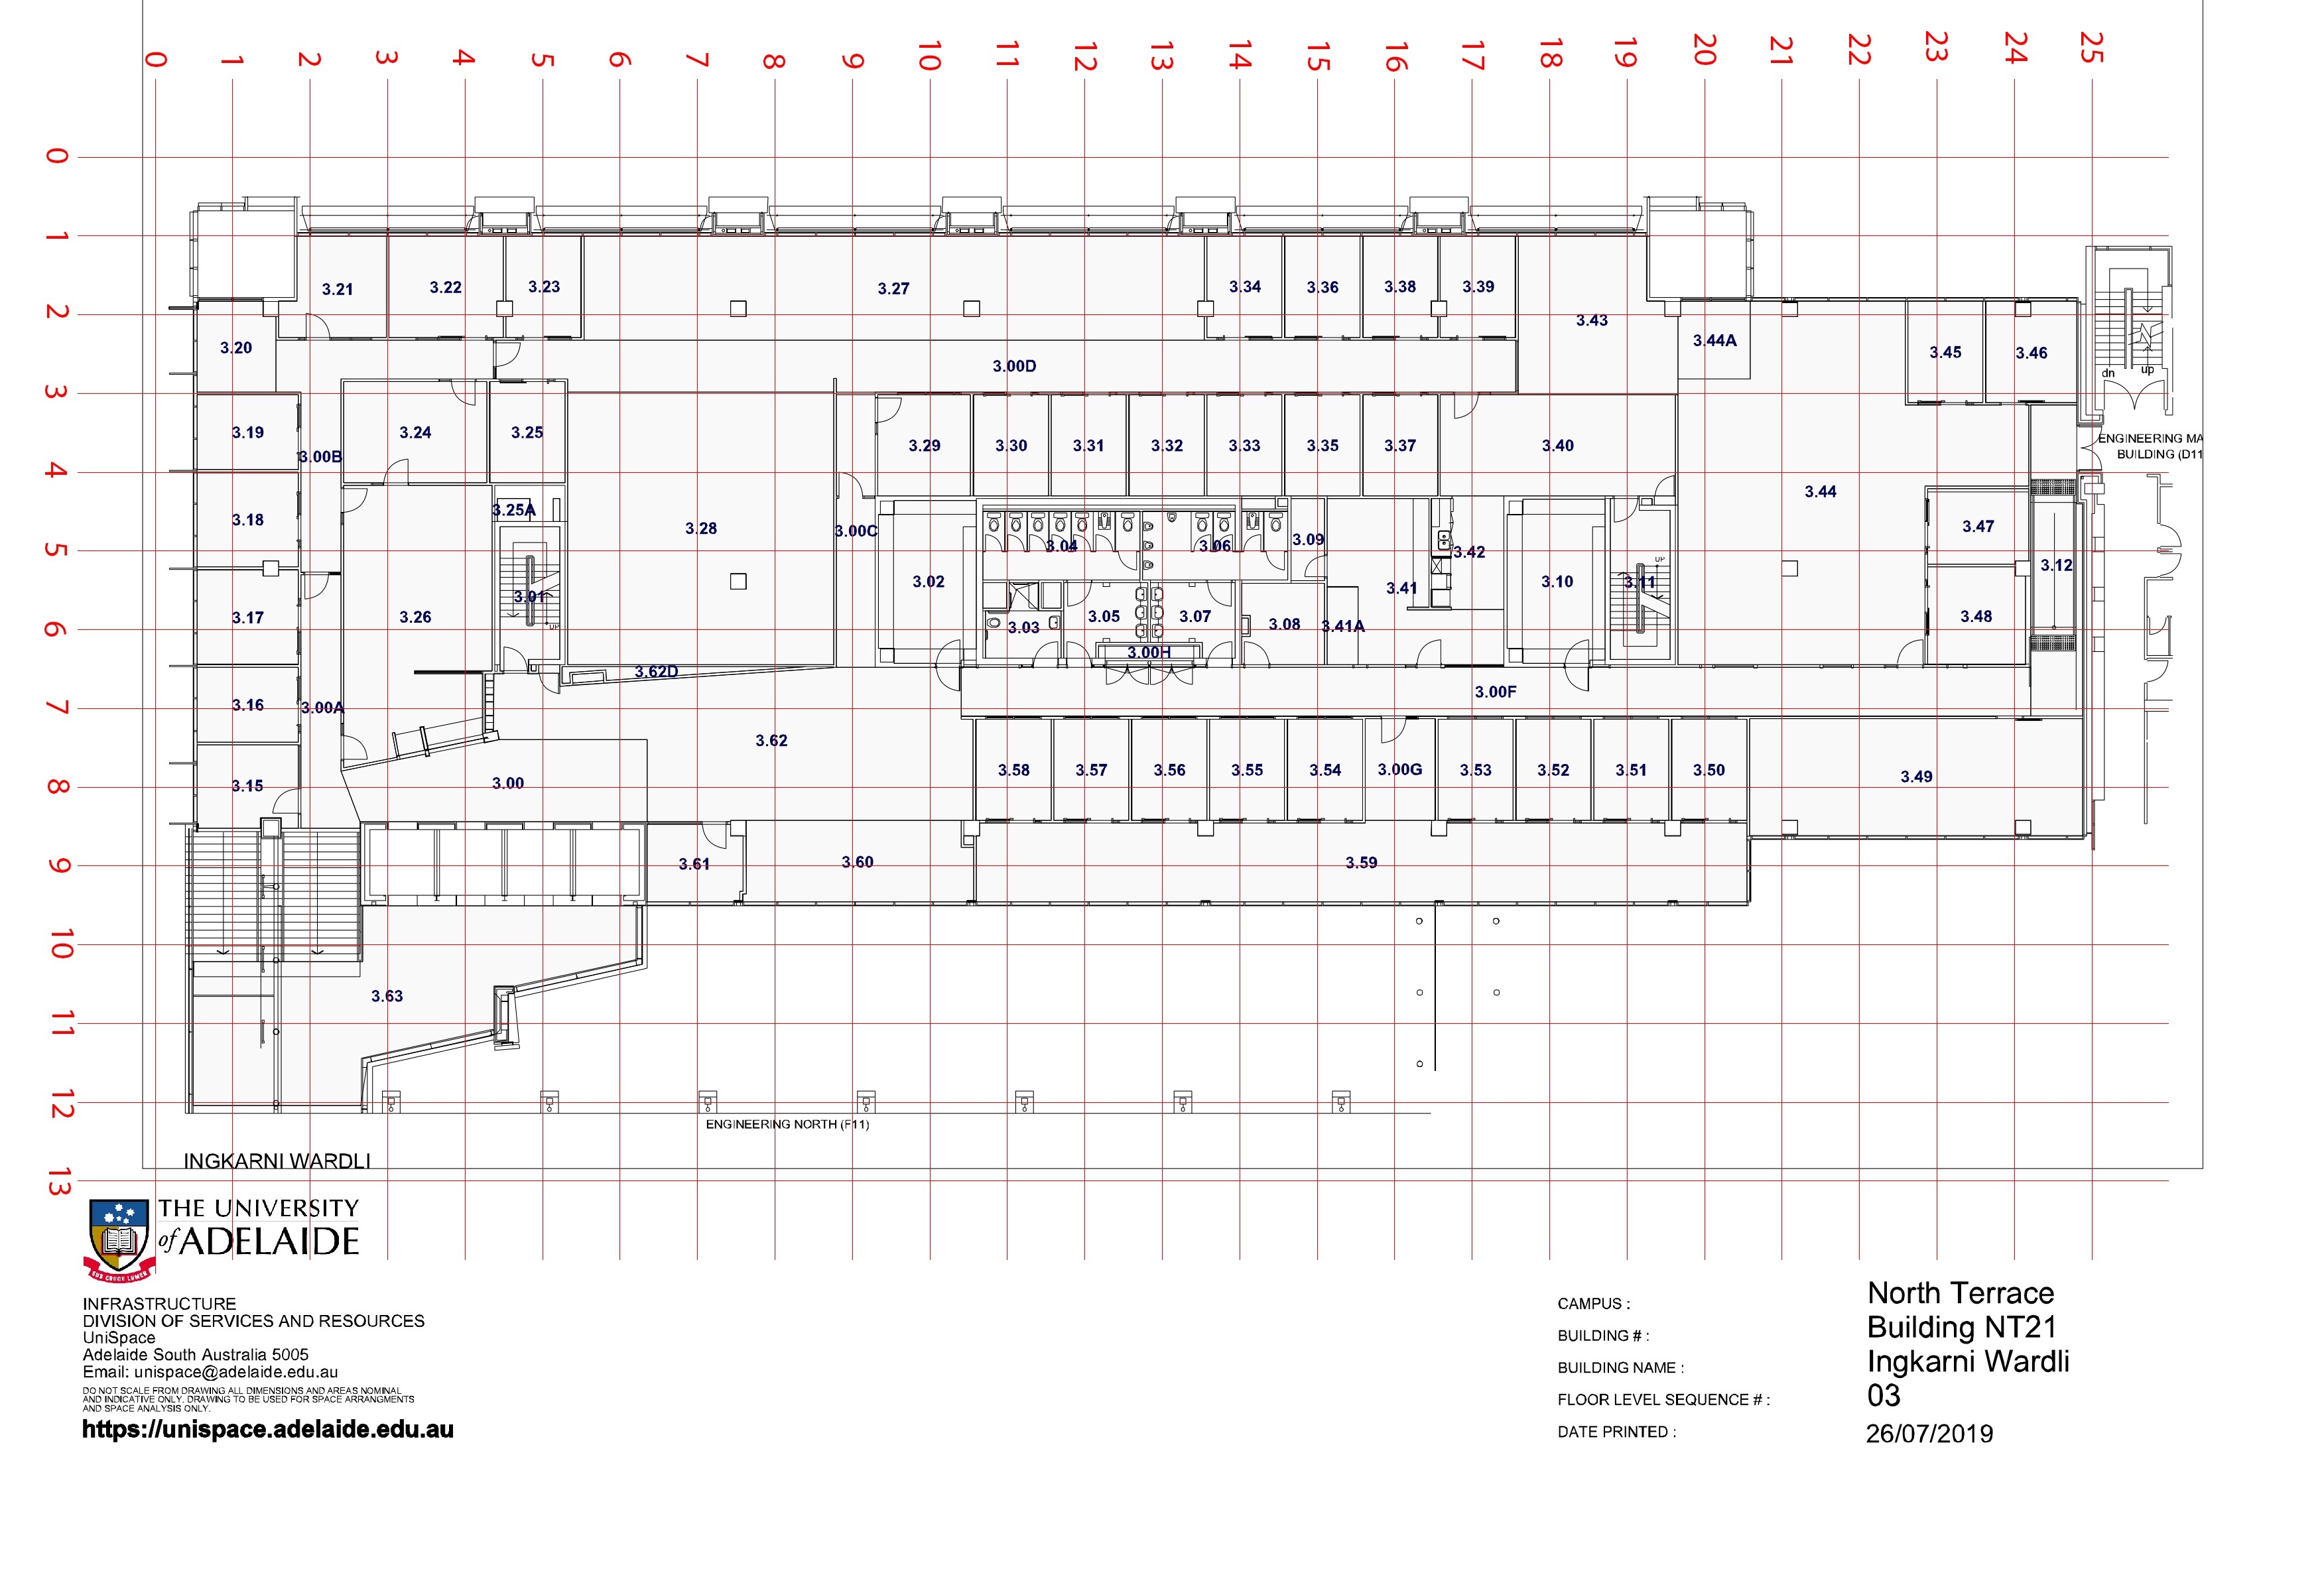 0 1 2 3 4 5 6 7 8 9 10 11 12 13 14 15 16 17 18 19 20 21 22 23 24 25
0
1
3.21 3.22 3.23 3.27 3.34 3.36 3.38 3.39
2
3.43
3.20 3.44A 3.45 3.46
3.00D
dn up
3
3.19 3.24 3.25 3.29 3.30 3.31 3.32 3.33 3.35 3.37 3.40
ENGINEERING MA
BUILDING (D11
3.00B
4
3.44
3.25A
3.18 3.28 3.00C 3.47
3.04 3.06 3.09 3.42
5
UP
3.02 3.41 3.10 3.11 3.12
3.01
3.17 3.26 3.03 3.05 3.07 3.08 3.41A 3.48
UP
6
3.00H
3.62D
3.00F
3.16 3.00A
7
3.62
3.15 3.00 3.58 3.57 3.56 3.55 3.54 3.00G 3.53 3.52 3.51 3.50 3.49
8
3.61 3.60 3.59
9
10
3.63
11
12
ENGINEERING NORTH (F11)
INGKARNI WARDLI
13
THE UNIVERSITY
of ADELAIDE
SUB CRUCE LUMEN
INFRASTRUCTURE
DIVISION OF SERVICES AND RESOURCES
UniSpace
Adelaide South Australia 5005
Email: unispace@adelaide.edu.au
DO NOT SCALE FROM DRAWING ALL DIMENSIONS AND AREAS NOMINAL
AND INDICATIVE ONLY. DRAWING TO BE USED FOR SPACE ARRANGMENTS
AND SPACE ANALYSIS ONLY.
https://unispace.adelaide.edu.au
CAMPUS : North Terrace
BUILDING # : Building NT21
BUILDING NAME : Ingkarni Wardli
FLOOR LEVEL SEQUENCE # : 03
DATE PRINTED : 26/07/2019